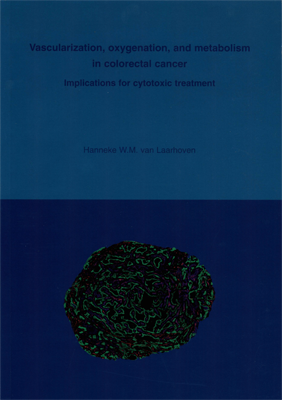 Vascularization, oxygenation, and metabolism
in colorectal cancer
Implications for cytotoxic treatment
Hanneke W.M. van Laarhoven